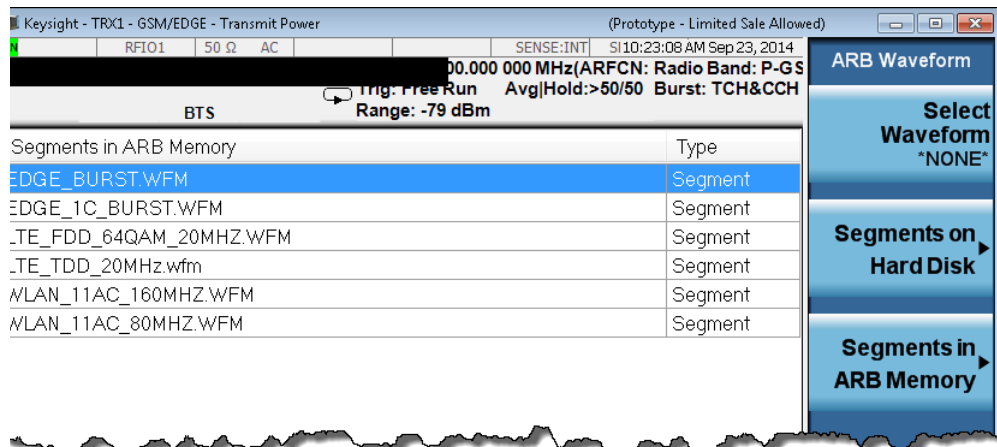 Keysight - TRX1 - GSM/EDGE - Transmit Power (Prototype - Limited Sale Allowed)
N RFIO1 50 Ω AC SENSE:INT 10:23:08 AM Sep 23, 2014
00.000 000 MHz(ARFCN: Radio Band: P-GS
Trig: Free Run Avg|Hold:>50/50 Burst: TCH&CCH
BTS Range: -79 dBm
Segments in ARB Memory Type
EDGE_BURST.WFM Segment
EDGE_1C_BURST.WFM Segment
LTE_FDD_64QAM_20MHZ.WFM Segment
LTE_TDD_20MHz.wfm Segment
WLAN_11AC_160MHZ.WFM Segment
WLAN_11AC_80MHZ.WFM Segment
ARB Waveform
Select
Waveform
*NONE*
Segments on
Hard Disk
Segments in
ARB Memory